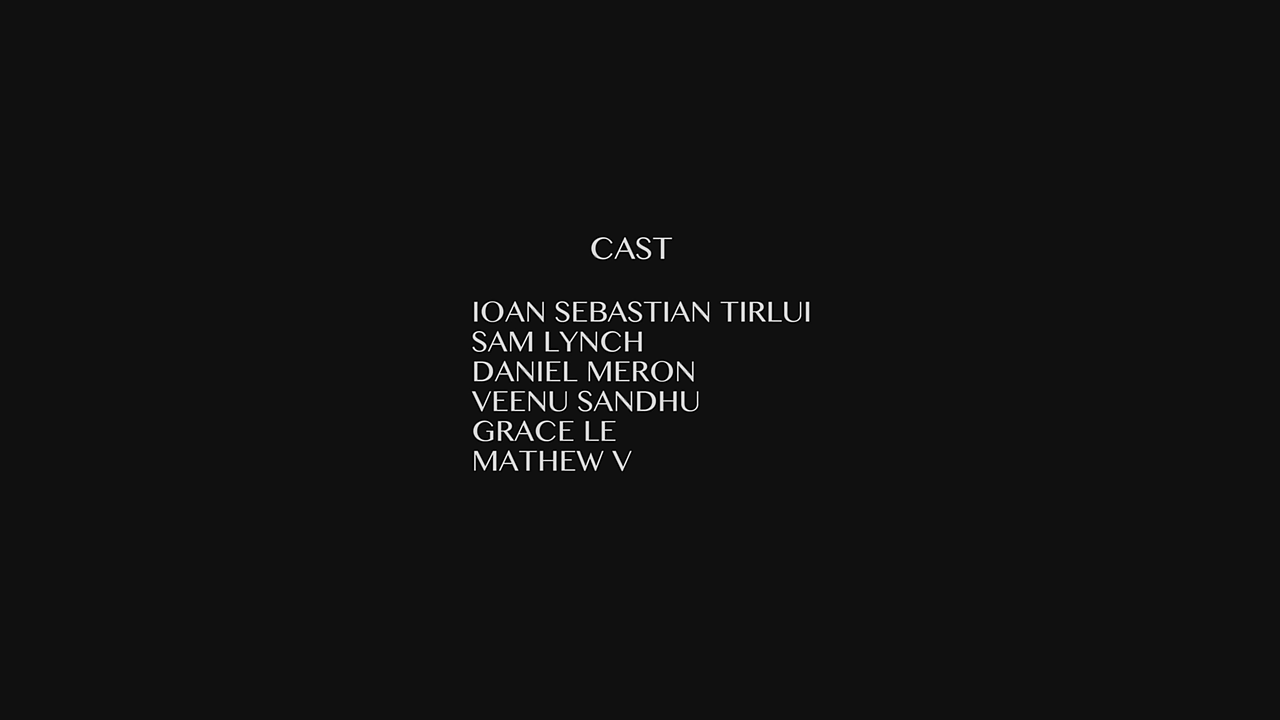 CAST
IOAN SEBASTIAN TIRLUI
SAM LYNCH
DANIEL MERON
VEENU SANDHU
GRACE LE
MATHEW V